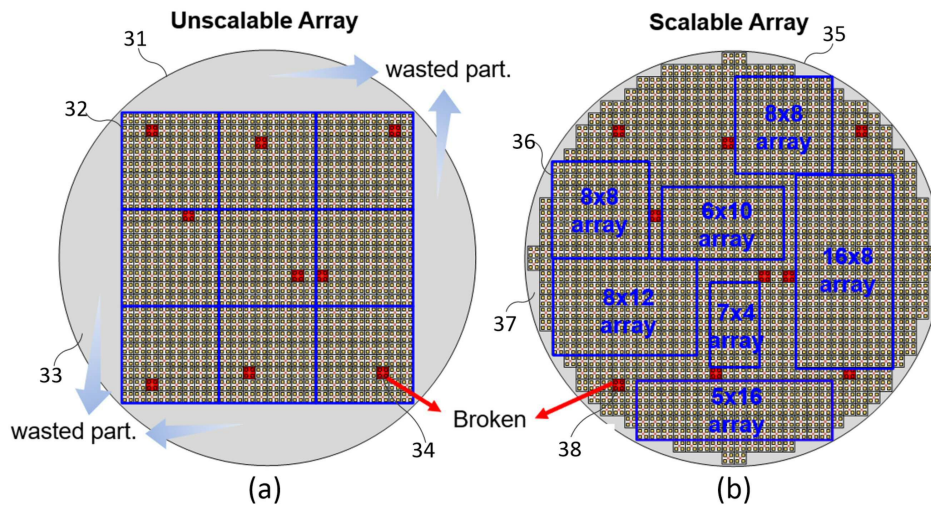 Unscalable Array
Scalable Array
31
35
wasted part.
32
36
8x8
array
8x8
array
6x10
array
16x8
array
8x12
array
7x4
array
37
33
wasted part.
Broken
5x16
array
34
38
(a)
(b)